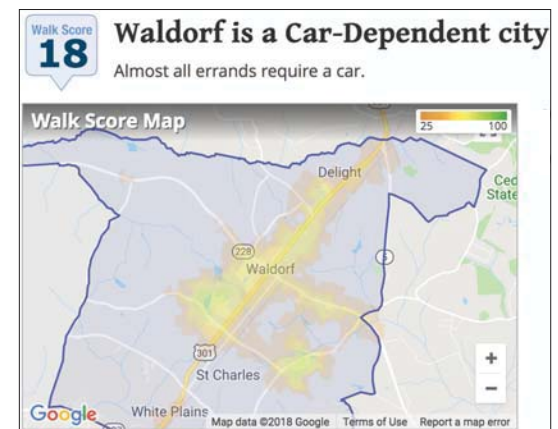 Walk Score
18
Waldorf is a Car-Dependent city
Almost all errands require a car.
Walk Score Map
25 100
Delight
Ced
State
228
5
Waldorf
301
St Charles
White Plains
+
−
Google
Map data ©2018 Google Terms of Use Report a map error